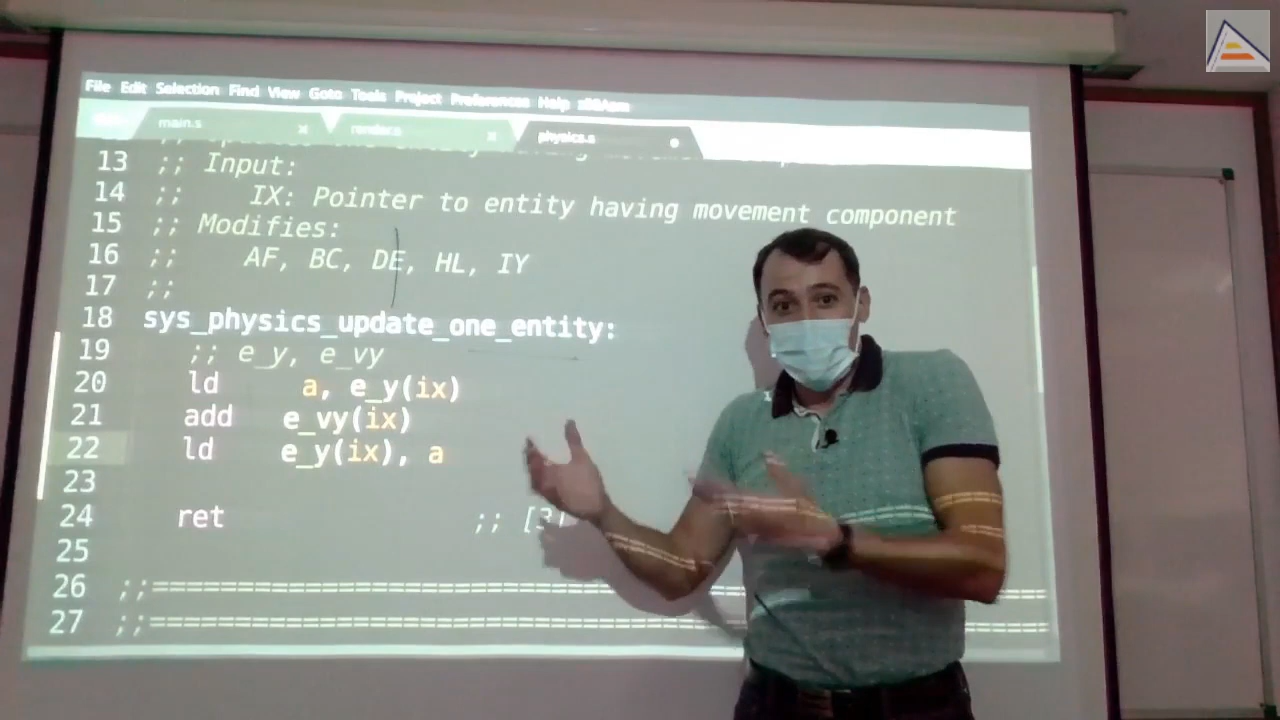 File Edit Selection Find View Goto Tools Project Preferences Help
main.s × render.s × physics.s
13 ;; Input:
14 ;; IX: Pointer to entity having movement component
15 ;; Modifies:
16 ;; AF, BC, DE, HL, IY
17 ;;
18 sys_physics_update_one_entity:
19 ;; e_y, e_vy
20 ld a, e_y(ix)
21 add e_vy(ix)
22 ld e_y(ix), a
23
24 ret ;; [3]
25
26 ;;====================================================
27 ;;====================================================